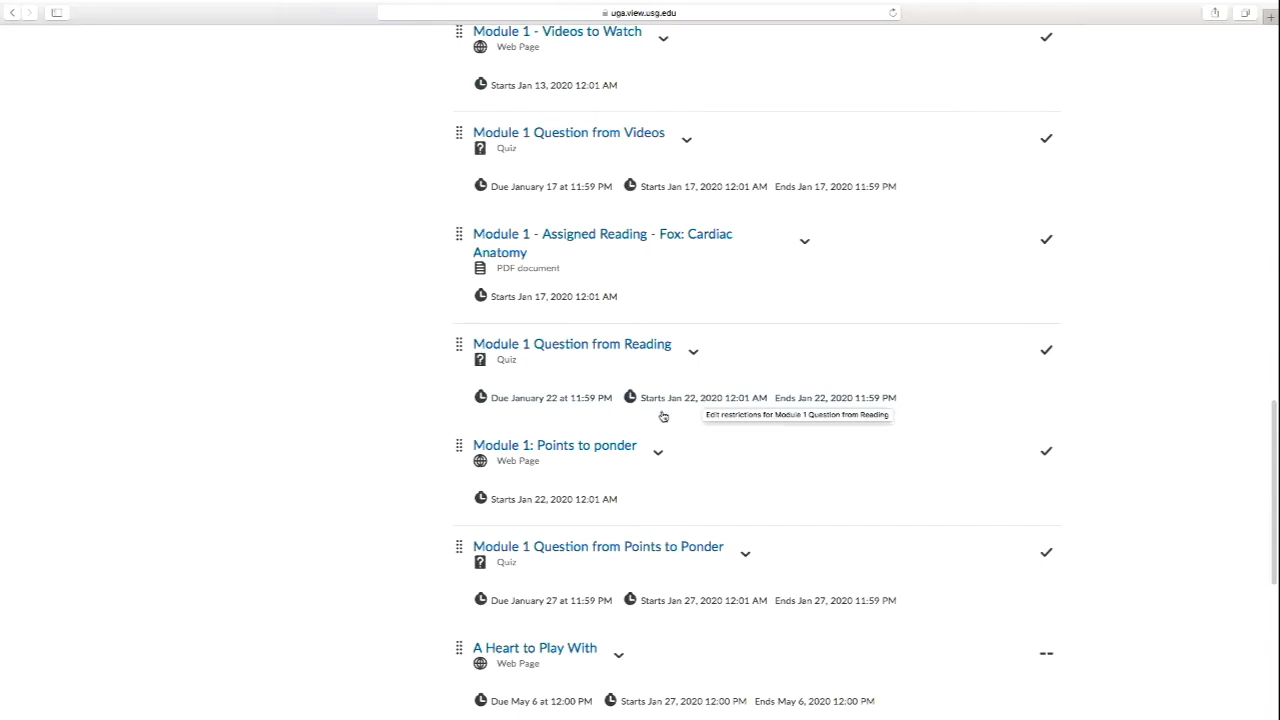 uga.view.usg.edu
Module 1 - Videos to Watch
Web Page
Starts Jan 13, 2020 12:01 AM
Module 1 Question from Videos
Quiz
Due January 17 at 11:59 PM Starts Jan 17, 2020 12:01 AM Ends Jan 17, 2020 11:59 PM
Module 1 - Assigned Reading - Fox: Cardiac
Anatomy
PDF document
Starts Jan 17, 2020 12:01 AM
Module 1 Question from Reading
Quiz
Due January 22 at 11:59 PM Starts Jan 22, 2020 12:01 AM Ends Jan 22, 2020 11:59 PM
Edit restrictions for Module 1 Question from Reading
Module 1: Points to ponder
Web Page
Starts Jan 22, 2020 12:01 AM
Module 1 Question from Points to Ponder
Quiz
Due January 27 at 11:59 PM Starts Jan 27, 2020 12:01 AM Ends Jan 27, 2020 11:59 PM
A Heart to Play With
Web Page
Due May 6 at 12:00 PM Starts Jan 27, 2020 12:00 PM Ends May 6, 2020 12:00 PM